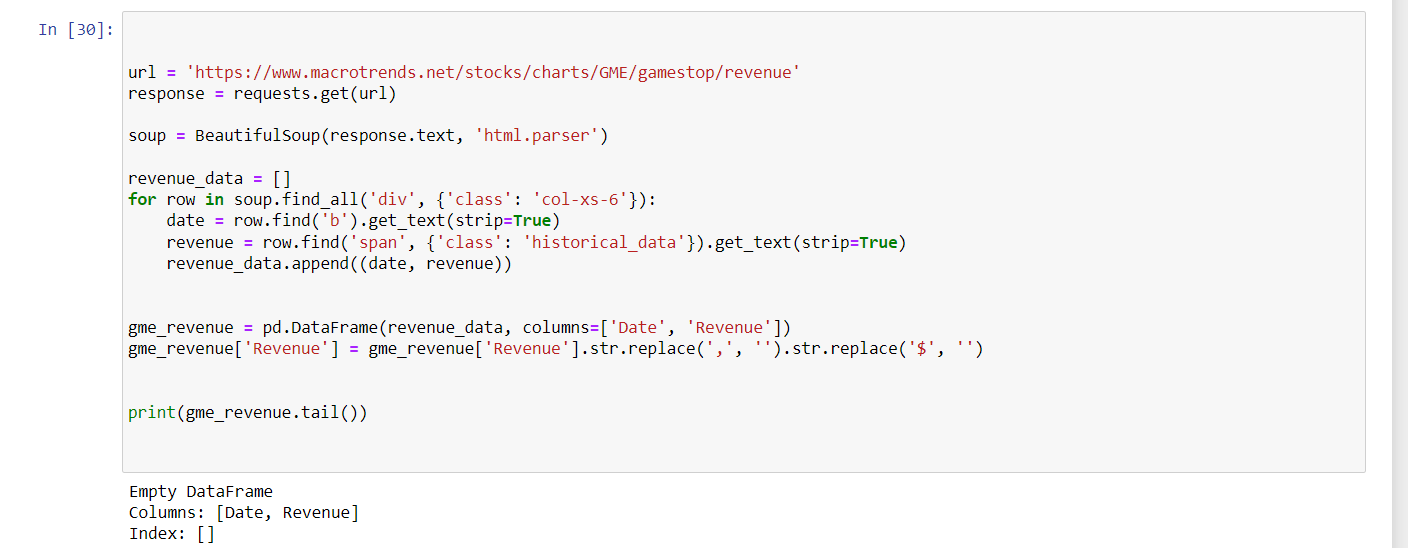 In [30]:
url = 'https://www.macrotrends.net/stocks/charts/GME/gamestop/revenue'
response = requests.get(url)
soup = BeautifulSoup(response.text, 'html.parser')
revenue_data = []
for row in soup.find_all('div', {'class': 'col-xs-6'}):
    date = row.find('b').get_text(strip=True)
    revenue = row.find('span', {'class': 'historical_data'}).get_text(strip=True)
    revenue_data.append((date, revenue))
gme_revenue = pd.DataFrame(revenue_data, columns=['Date', 'Revenue'])
gme_revenue['Revenue'] = gme_revenue['Revenue'].str.replace(',', '').str.replace('$', '')
print(gme_revenue.tail())
Empty DataFrame
Columns: [Date, Revenue]
Index: []